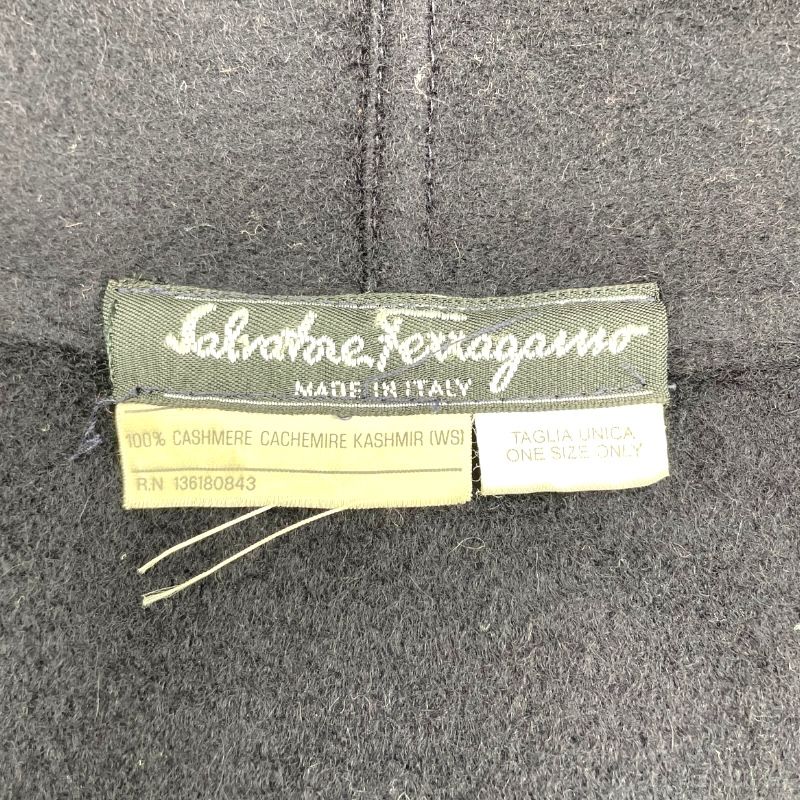 Salvatore Ferragamo
MADE IN ITALY
100% CASHMERE CACHEMIRE KASHMIR (WS)
R.N 136180843
TAGLIA UNICA
ONE SIZE ONLY